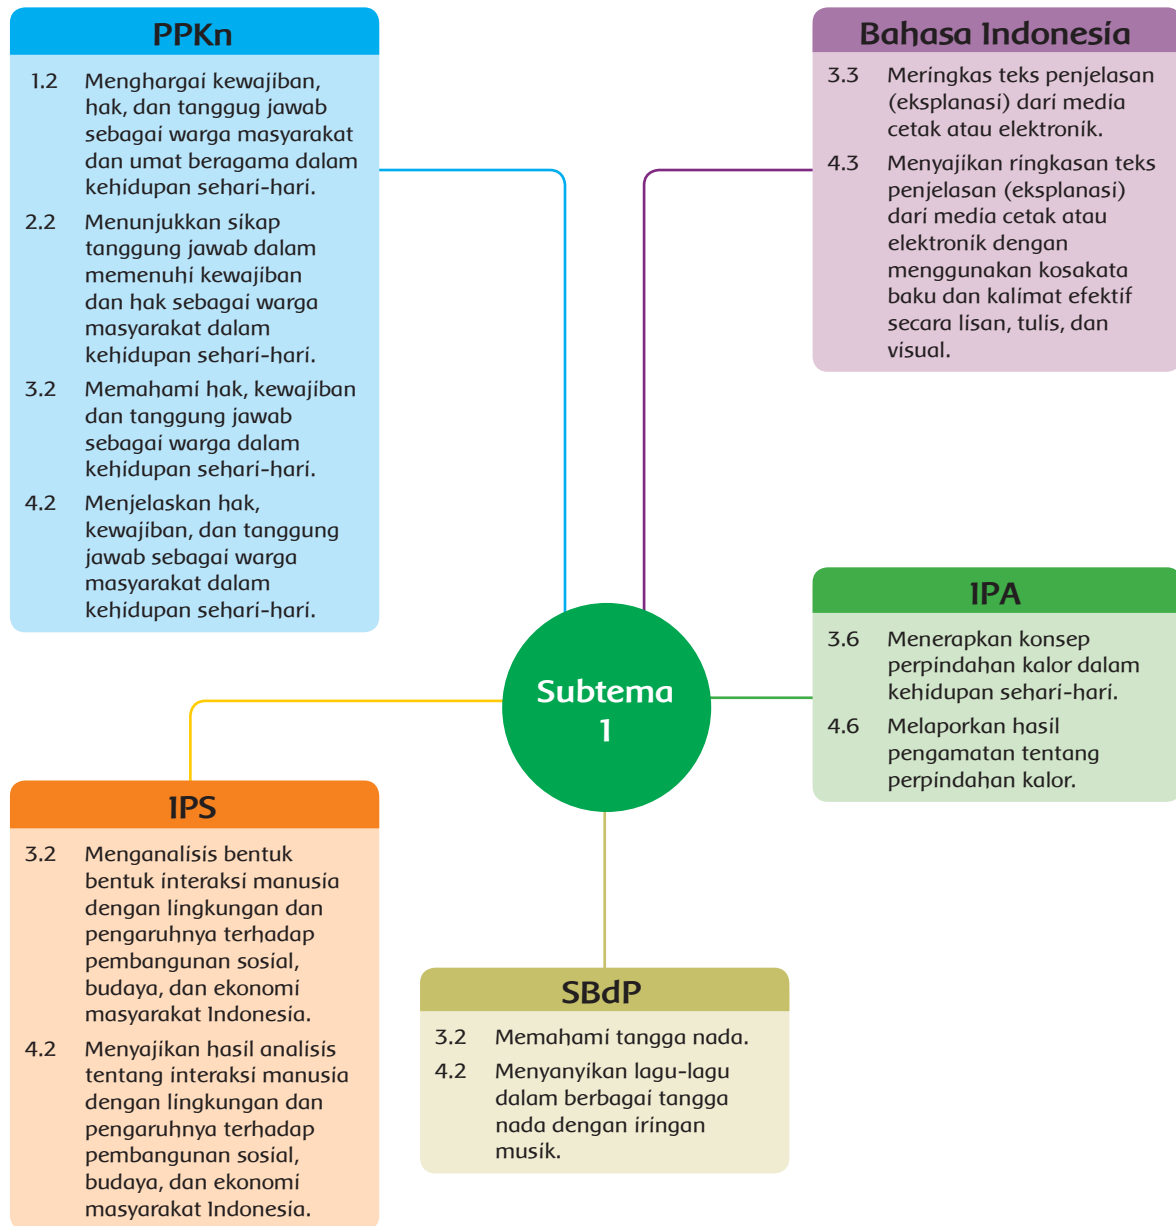 PPKn
1.2 Menghargai kewajiban,
hak, dan tanggug jawab
sebagai warga masyarakat
dan umat beragama dalam
kehidupan sehari-hari.
2.2 Menunjukkan sikap
tanggung jawab dalam
memenuhi kewajiban
dan hak sebagai warga
masyarakat dalam
kehidupan sehari-hari.
3.2 Memahami hak, kewajiban
dan tanggung jawab
sebagai warga dalam
kehidupan sehari-hari.
4.2 Menjelaskan hak,
kewajiban, dan tanggung
jawab sebagai warga
masyarakat dalam
kehidupan sehari-hari.
Bahasa Indonesia
3.3 Meringkas teks penjelasan
(eksplanasi) dari media
cetak atau elektronik.
4.3 Menyajikan ringkasan teks
penjelasan (eksplanasi)
dari media cetak atau
elektronik dengan
menggunakan kosakata
baku dan kalimat efektif
secara lisan, tulis, dan
visual.
Subtema
1
IPA
3.6 Menerapkan konsep
perpindahan kalor dalam
kehidupan sehari-hari.
4.6 Melaporkan hasil
pengamatan tentang
perpindahan kalor.
IPS
3.2 Menganalisis bentuk
bentuk interaksi manusia
dengan lingkungan dan
pengaruhnya terhadap
pembangunan sosial,
budaya, dan ekonomi
masyarakat Indonesia.
4.2 Menyajikan hasil analisis
tentang interaksi manusia
dengan lingkungan dan
pengaruhnya terhadap
pembangunan sosial,
budaya, dan ekonomi
masyarakat Indonesia.
SBdP
3.2 Memahami tangga nada.
4.2 Menyanyikan lagu-lagu
dalam berbagai tangga
nada dengan iringan
musik.